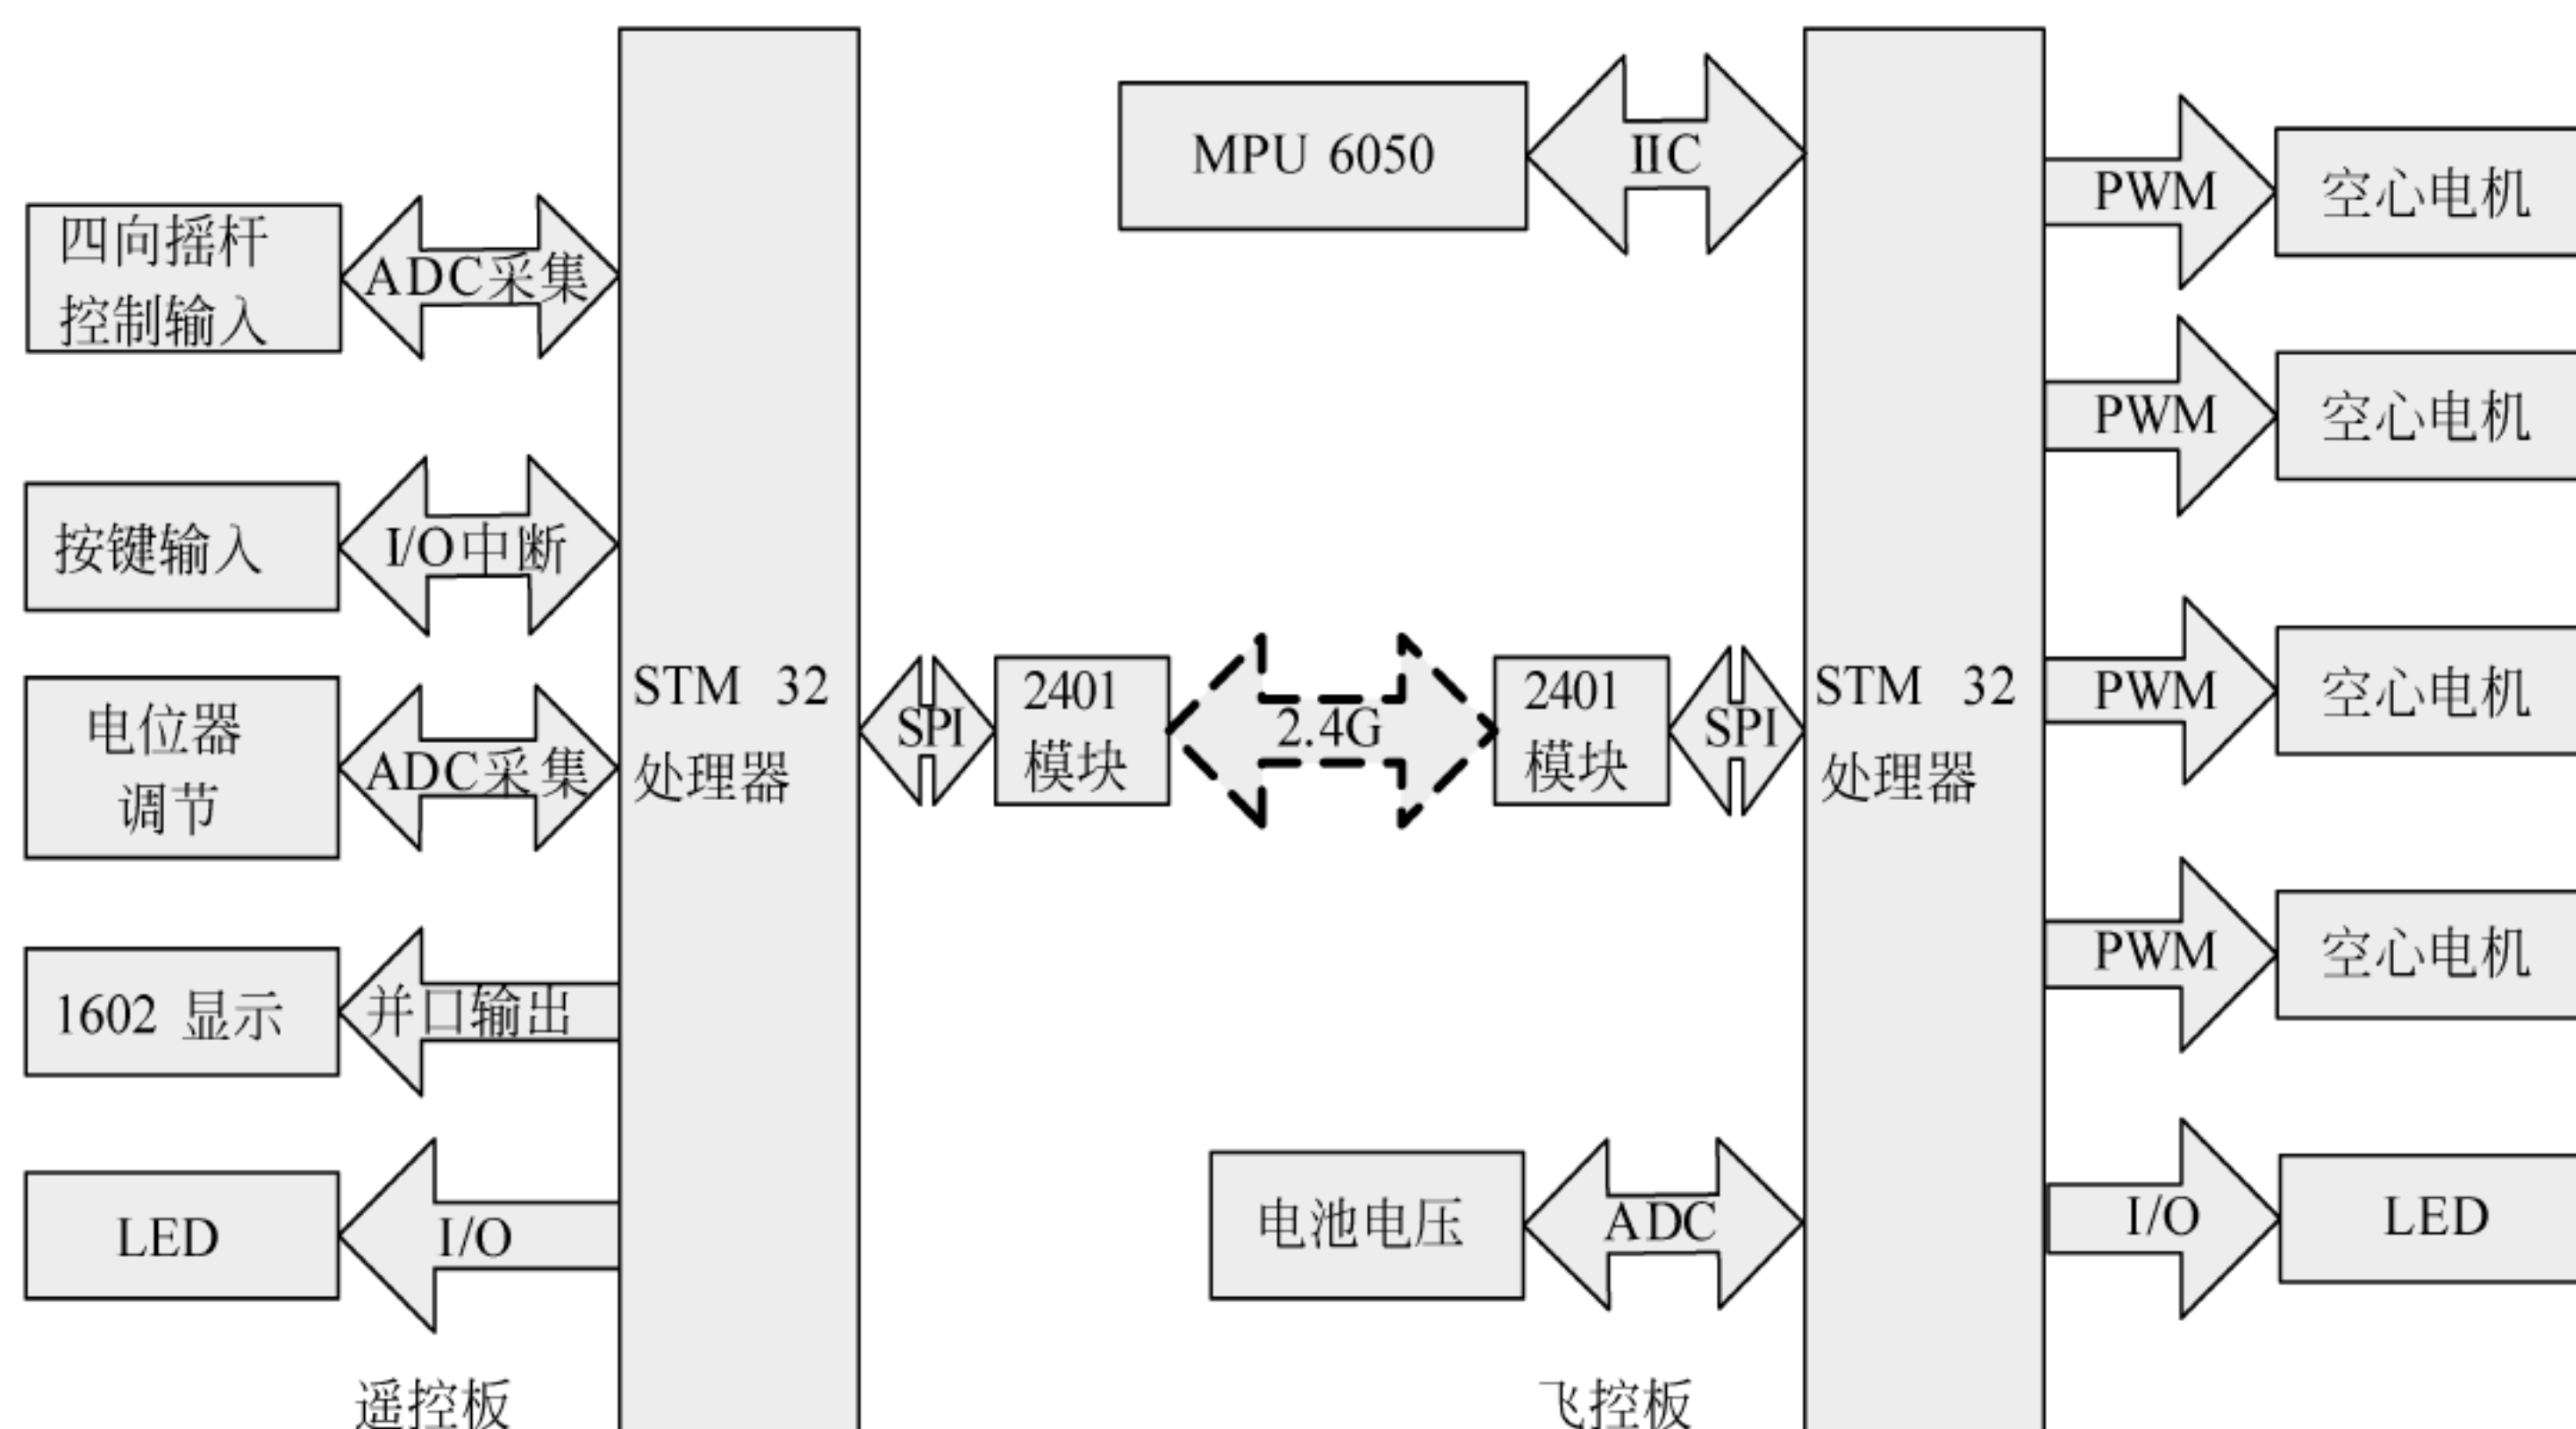 四向摇杆
控制输入
ADC采集
按键输入
I/O中断
电位器
调节
ADC采集
1602 显示
并口输出
LED
I/O
遥控板
STM 32
处理器
SPI
2401
模块
2.4G
2401
模块
SPI
MPU 6050
IIC
电池电压
ADC
飞控板
STM 32
处理器
PWM
空心电机
PWM
空心电机
PWM
空心电机
PWM
空心电机
I/O
LED